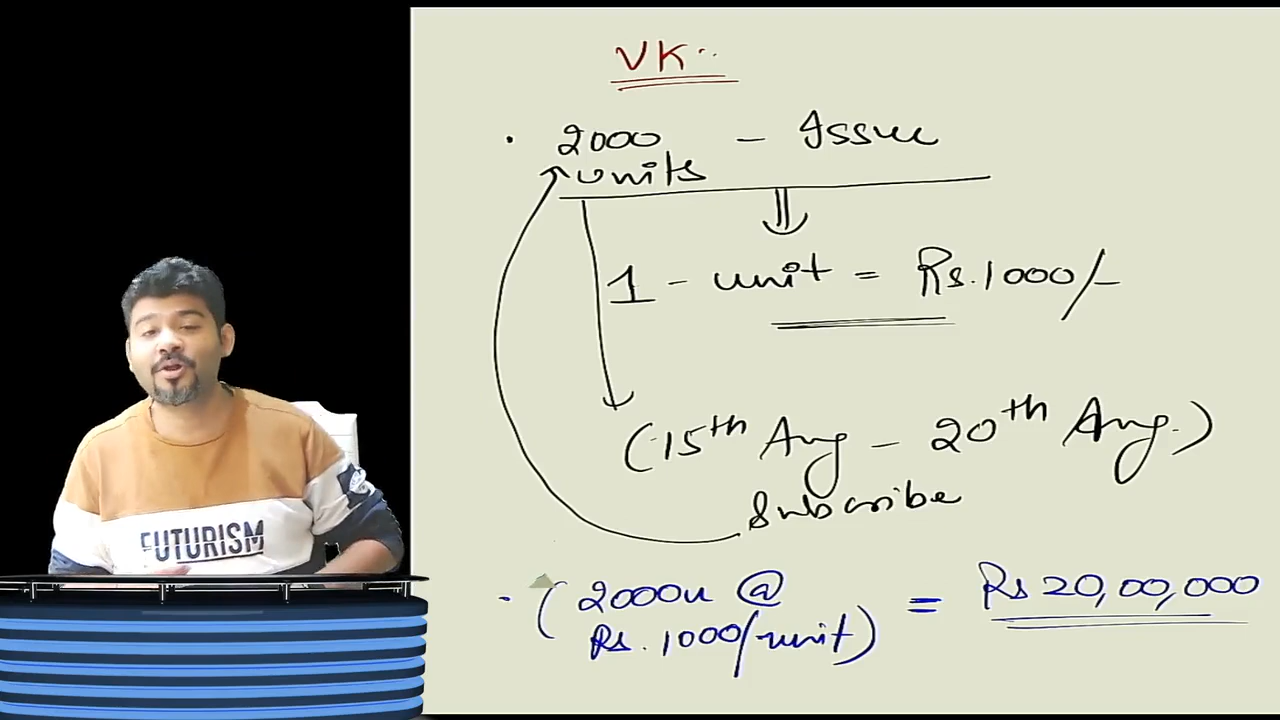 VK..
. 2000 - Issue
units
1 - unit = Rs.1000/-
(15th Aug - 20th Aug.)
Subscribe
FUTURISM
. (2000u @ = Rs 20,00,000
Rs. 1000/unit)